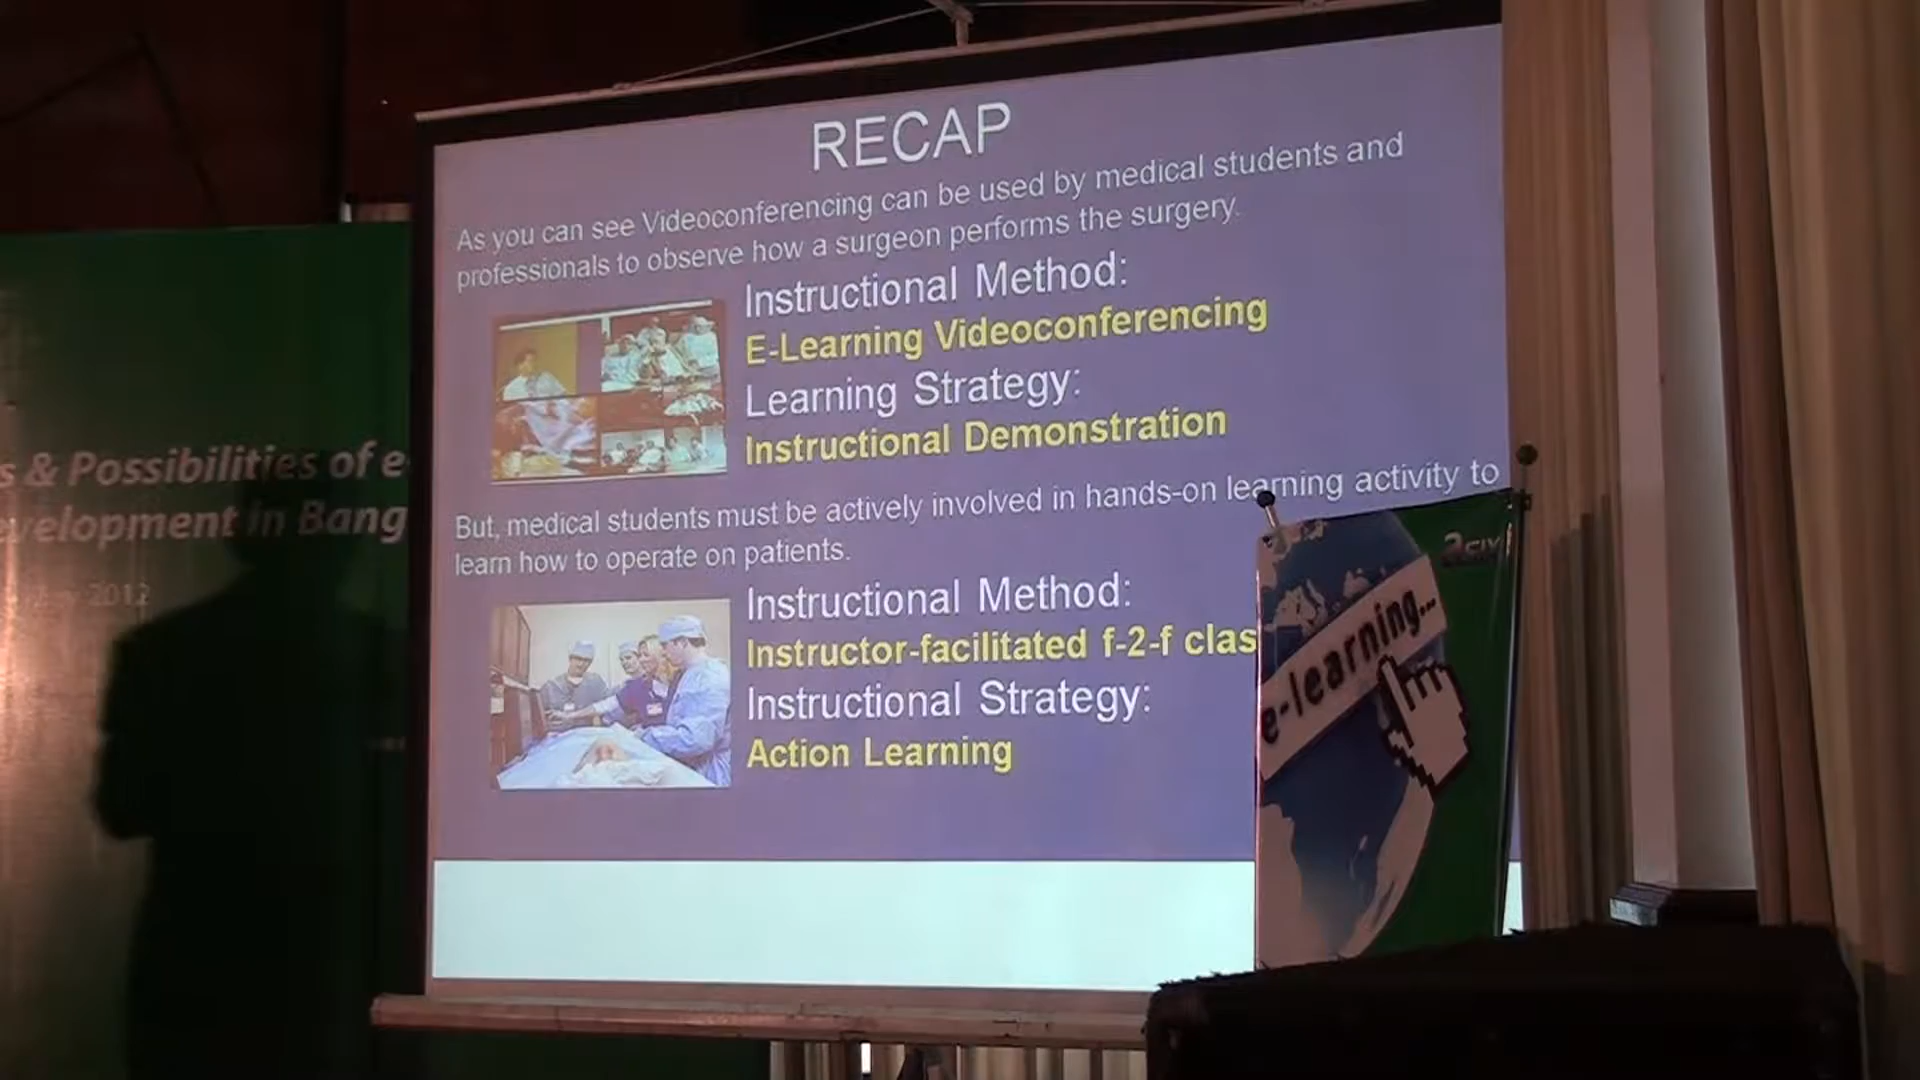 RECAP
As you can see Videoconferencing can be used by medical students and
professionals to observe how a surgeon performs the surgery.
Instructional Method:
E-Learning Videoconferencing
Learning Strategy:
Instructional Demonstration
But, medical students must be actively involved in hands-on learning activity to
learn how to operate on patients.
Instructional Method:
Instructor-facilitated f-2-f clas
Instructional Strategy:
Action Learning
s & Possibilities of e
velopment in Bang
2012
e-learning...